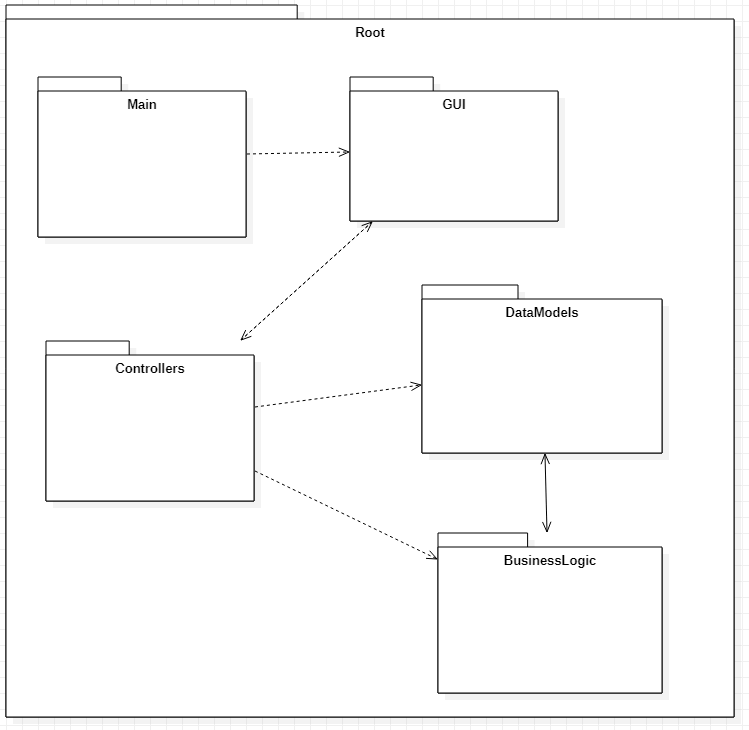 Root
Main
GUI
DataModels
Controllers
BusinessLogic